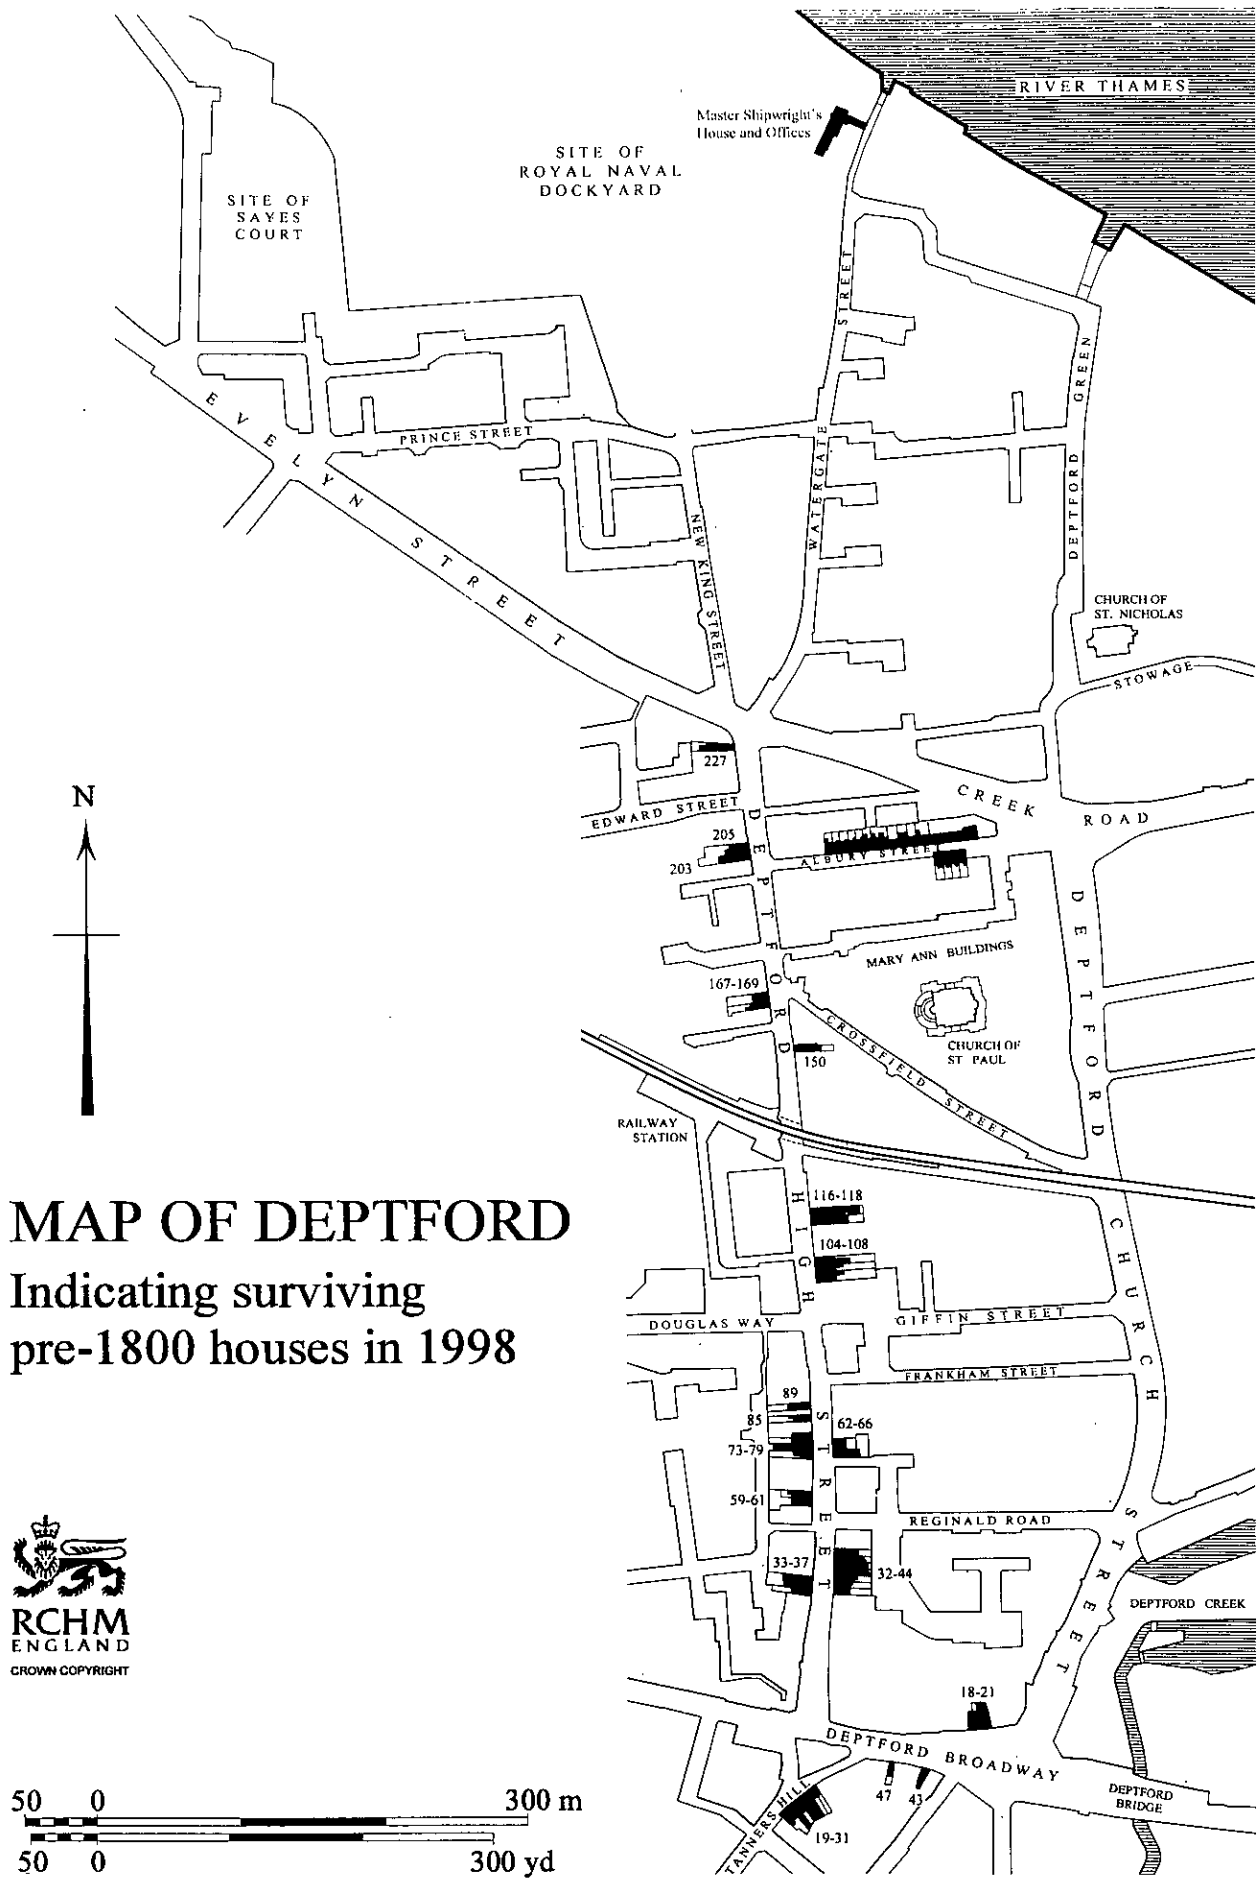 RIVER THAMES
Master Shipwright's
House and Offices
SITE OF
ROYAL NAVAL
DOCKYARD
SITE OF
SAYES
COURT
STREET
GREEN
EVELYN STREET
PRINCE STREET
WATERGATE
DEPTFORD
NEW KING STREET
CHURCH OF
ST. NICHOLAS
STOWAGE
227
CREEK ROAD
EDWARD STREET
205
203
ALBURY STREET
DEPTFORD HIGH STREET
DEPTFORD CHURCH STREET
MARY ANN BUILDINGS
167-169
CROSSFIELD STREET
CHURCH OF
ST PAUL
150
RAILWAY
STATION
116-118
104-108
DOUGLAS WAY
GIFFIN STREET
FRANKHAM STREET
89
85
62-66
73-79
59-61
REGINALD ROAD
33-37
32-44
DEPTFORD CREEK
18-21
DEPTFORD BROADWAY
DEPTFORD
BRIDGE
47
43
TANNERS HILL
19-31
N
MAP OF DEPTFORD
Indicating surviving
pre-1800 houses in 1998
RCHM
ENGLAND
CROWN COPYRIGHT
50 0 300 m
50 0 300 yd